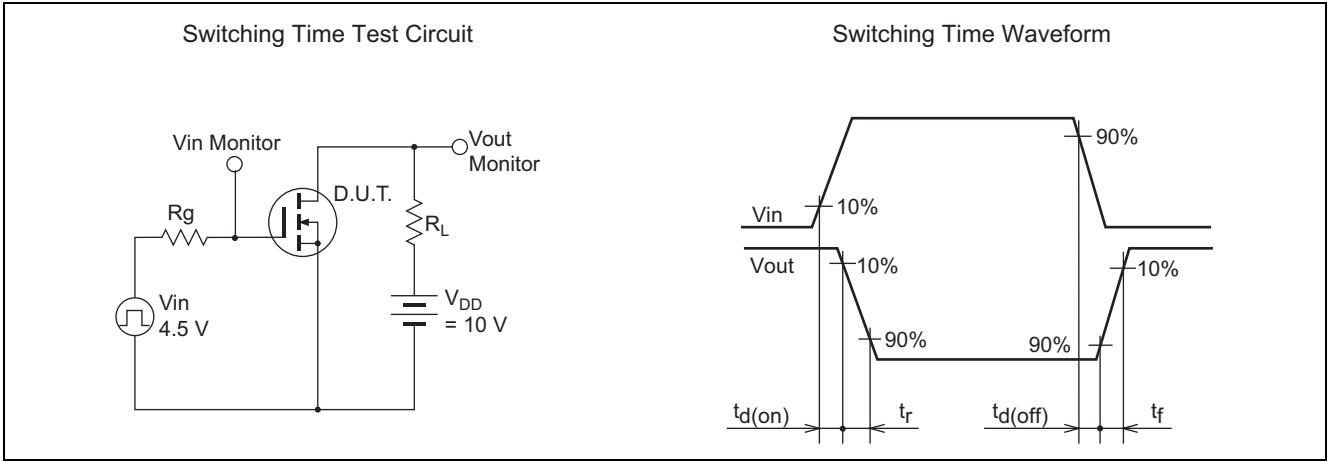 Switching Time Test Circuit
Vin Monitor
Vout
Monitor
D.U.T.
Rg
RL
Vin
4.5 V
VDD
= 10 V
Switching Time Waveform
90%
Vin
10%
Vout
10%
10%
90%
90%
td(on)
tr
td(off)
tf